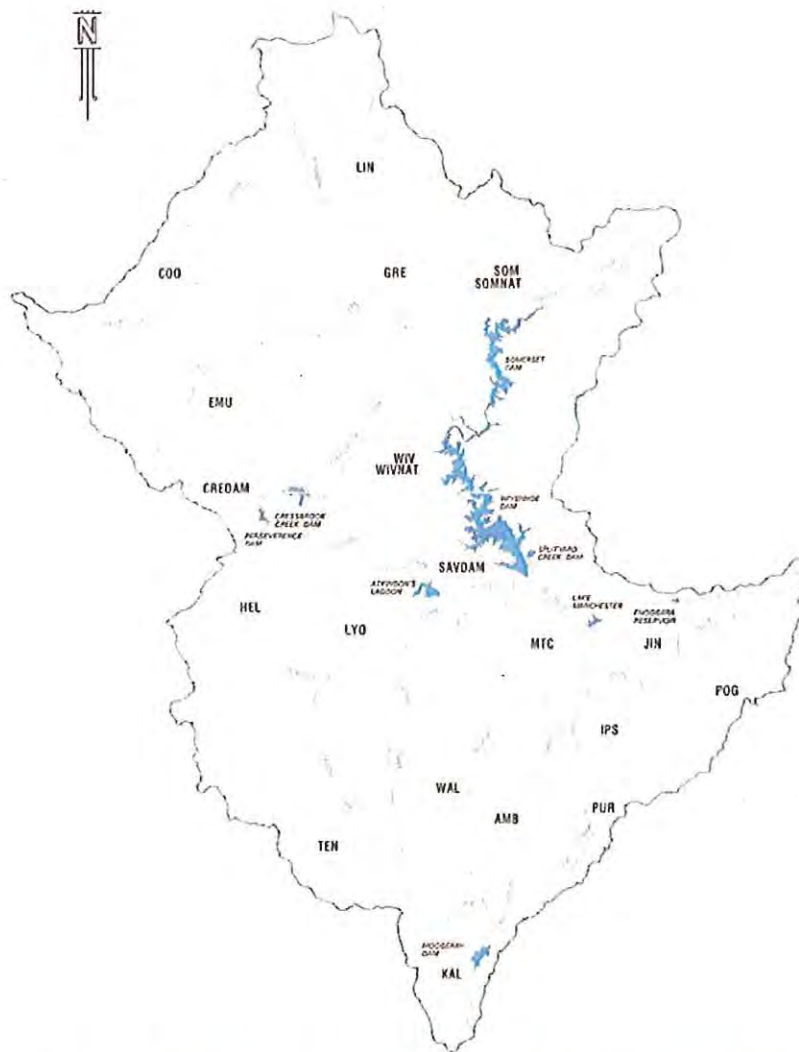 N
LIN
COO
GRE
SOM
SOMNAT
SOMERSET
DAM
EMU
WIV
WIVNAT
CREDAM
CRESSBROOK
CREEK DAM
PERSEVERENCE
DAM
WIVENHOE
DAM
SPLITYARD
CREEK DAM
SAVDAM
ATKINSON'S
LAGOON
HEL
LYO
LAKE
MANCHESTER
ENOGGERA
RESERVOIR
MTC
JIN
POG
IPS
WAL
AMB
PUR
TEN
MOOGERAH
DAM
KAL